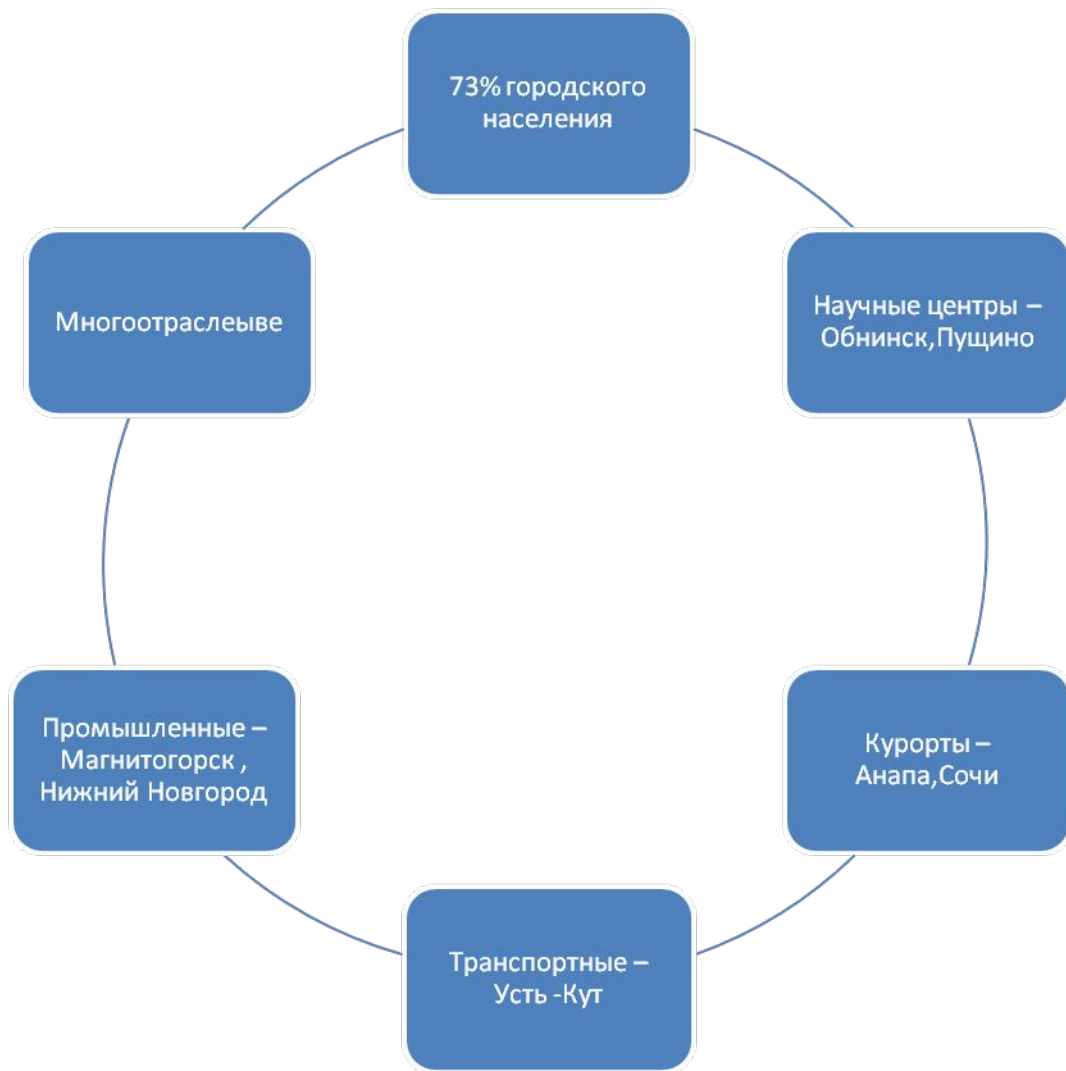 73% городского
населения
Научные центры –
Обнинск,Пущино
Курорты –
Анапа,Сочи
Транспортные –
Усть -Кут
Промышленные –
Магнитогорск ,
Нижний Новгород
Многоотраслеыве